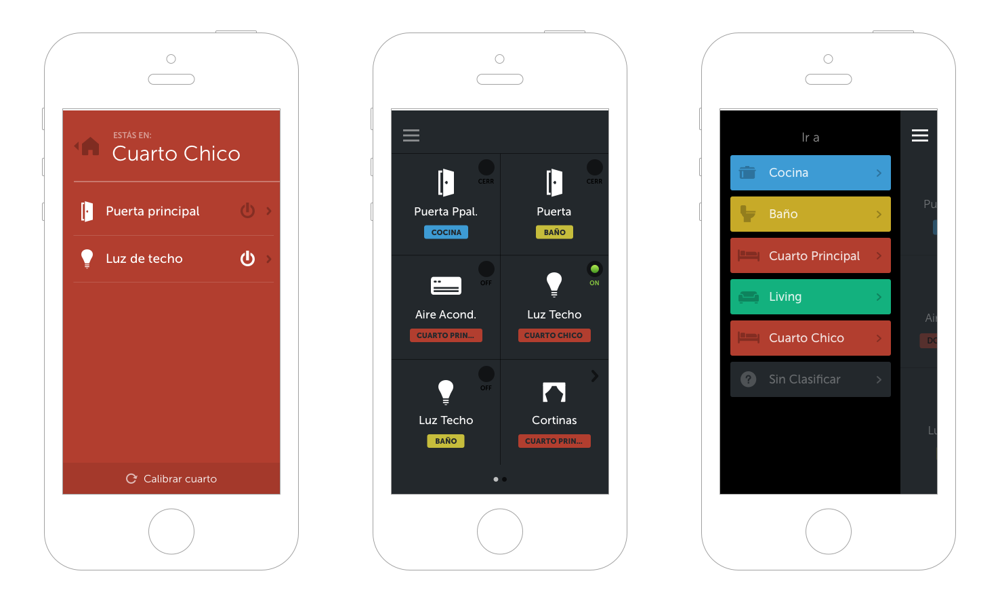 ESTÁS EN:
Cuarto Chico
Puerta principal
Luz de techo
Calibrar cuarto
CERR
CERR
Puerta Ppal.
Puerta
COCINA
BAÑO
OFF
ON
Aire Acond.
Luz Techo
CUARTO PRIN...
CUARTO CHICO
OFF
Luz Techo
Cortinas
BAÑO
CUARTO PRIN...
Ir a
Cocina
Baño
Cuarto Principal
Living
Cuarto Chico
? Sin Clasificar
Pu
Ai
DO
Lu